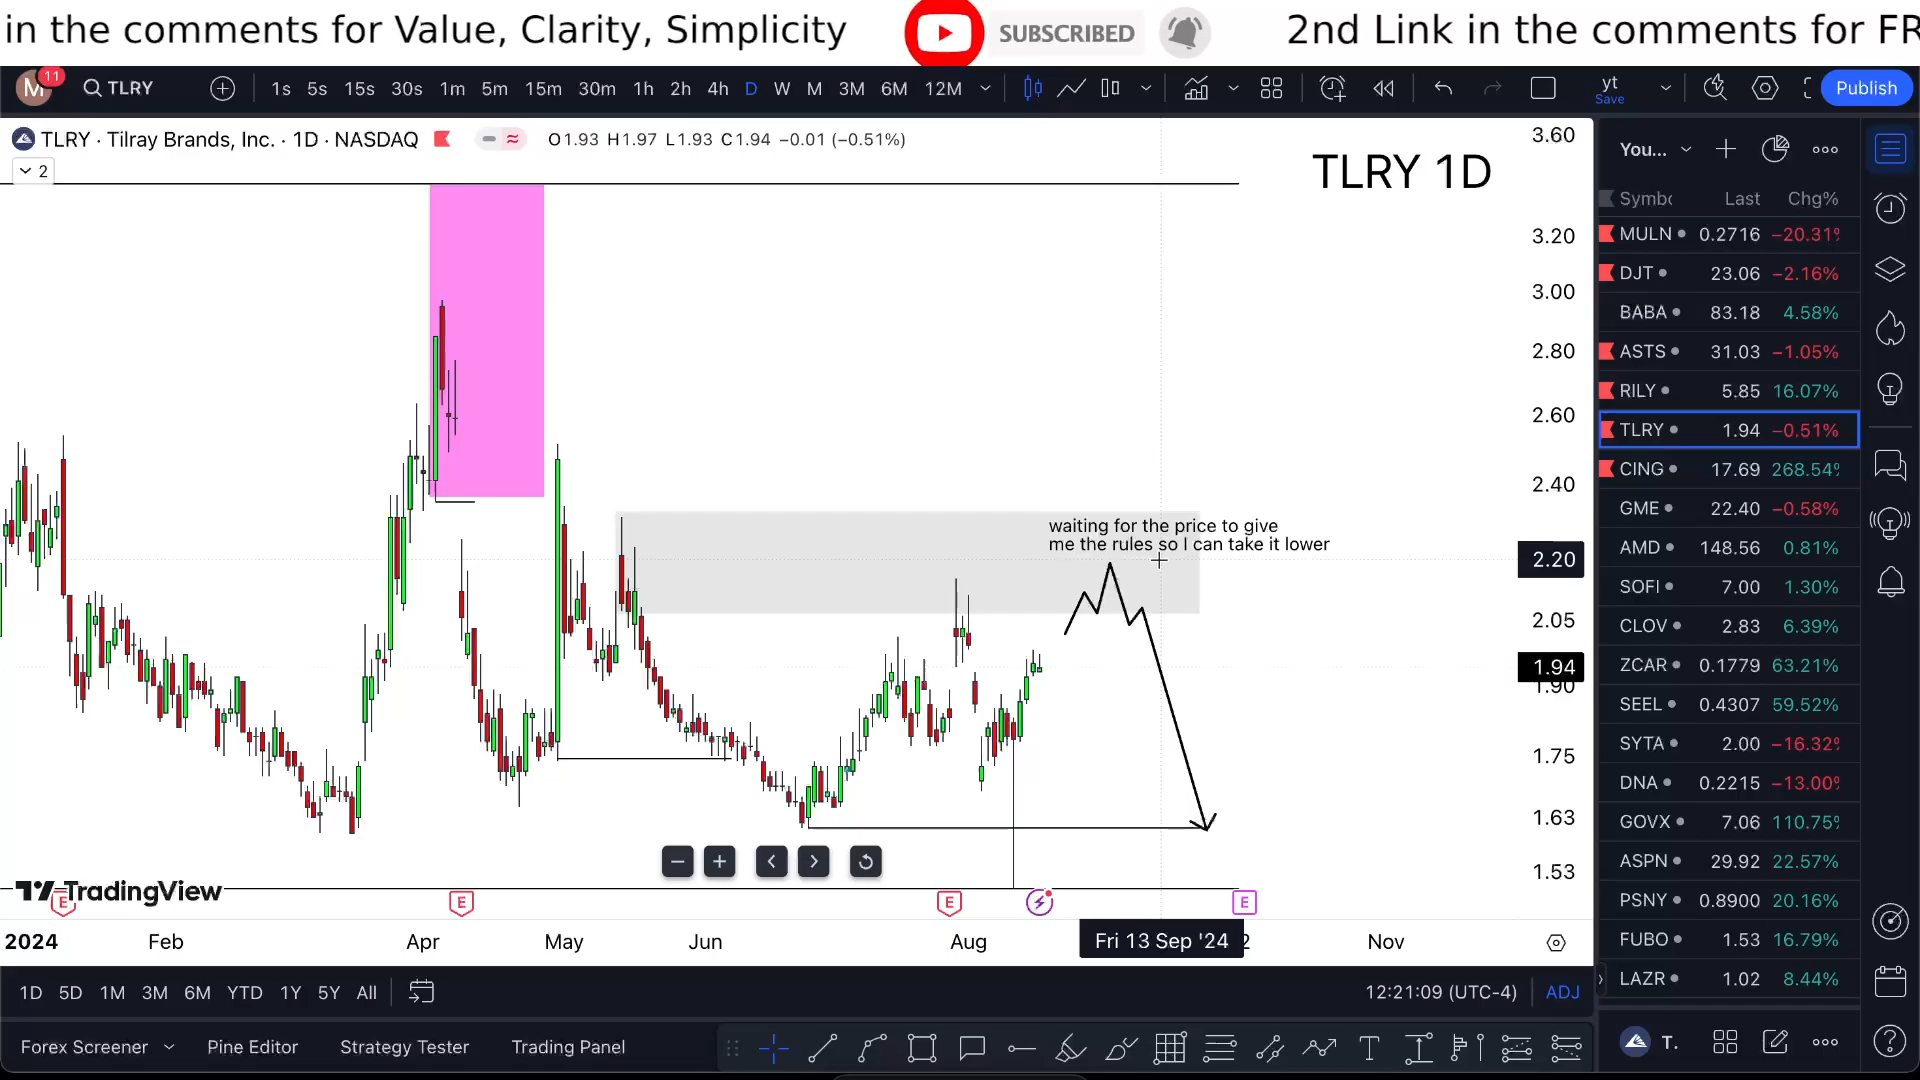 in the comments for Value, Clarity, Simplicity SUBSCRIBED 2nd Link in the comments for FR
M 11 TLRY 1s 5s 15s 30s 1m 5m 15m 30m 1h 2h 4h D W M 3M 6M 12M yt Save Publish
TLRY · Tilray Brands, Inc. · 1D · NASDAQ O1.93 H1.97 L1.93 C1.94 −0.01 (−0.51%)
2
TLRY 1D
waiting for the price to give
me the rules so I can take it lower
3.60
3.20
3.00
2.80
2.60
2.40
2.20
2.05
1.94
1.90
1.75
1.63
1.53
TradingView
E E E E
2024 Feb Apr May Jun Aug Fri 13 Sep '24 2 Nov
1D 5D 1M 3M 6M YTD 1Y 5Y All 12:21:09 (UTC-4) ADJ
Forex Screener Pine Editor Strategy Tester Trading Panel
You...
Symbo Last Chg%
MULN 0.2716 −20.31%
DJT 23.06 −2.16%
BABA 83.18 4.58%
ASTS 31.03 −1.05%
RILY 5.85 16.07%
TLRY 1.94 −0.51%
CING 17.69 268.54%
GME 22.40 −0.58%
AMD 148.56 0.81%
SOFI 7.00 1.30%
CLOV 2.83 6.39%
ZCAR 0.1779 63.21%
SEEL 0.4307 59.52%
SYTA 2.00 −16.32%
DNA 0.2215 −13.00%
GOVX 7.06 110.75%
ASPN 29.92 22.57%
PSNY 0.8900 20.16%
FUBO 1.53 16.79%
LAZR 1.02 8.44%
T.